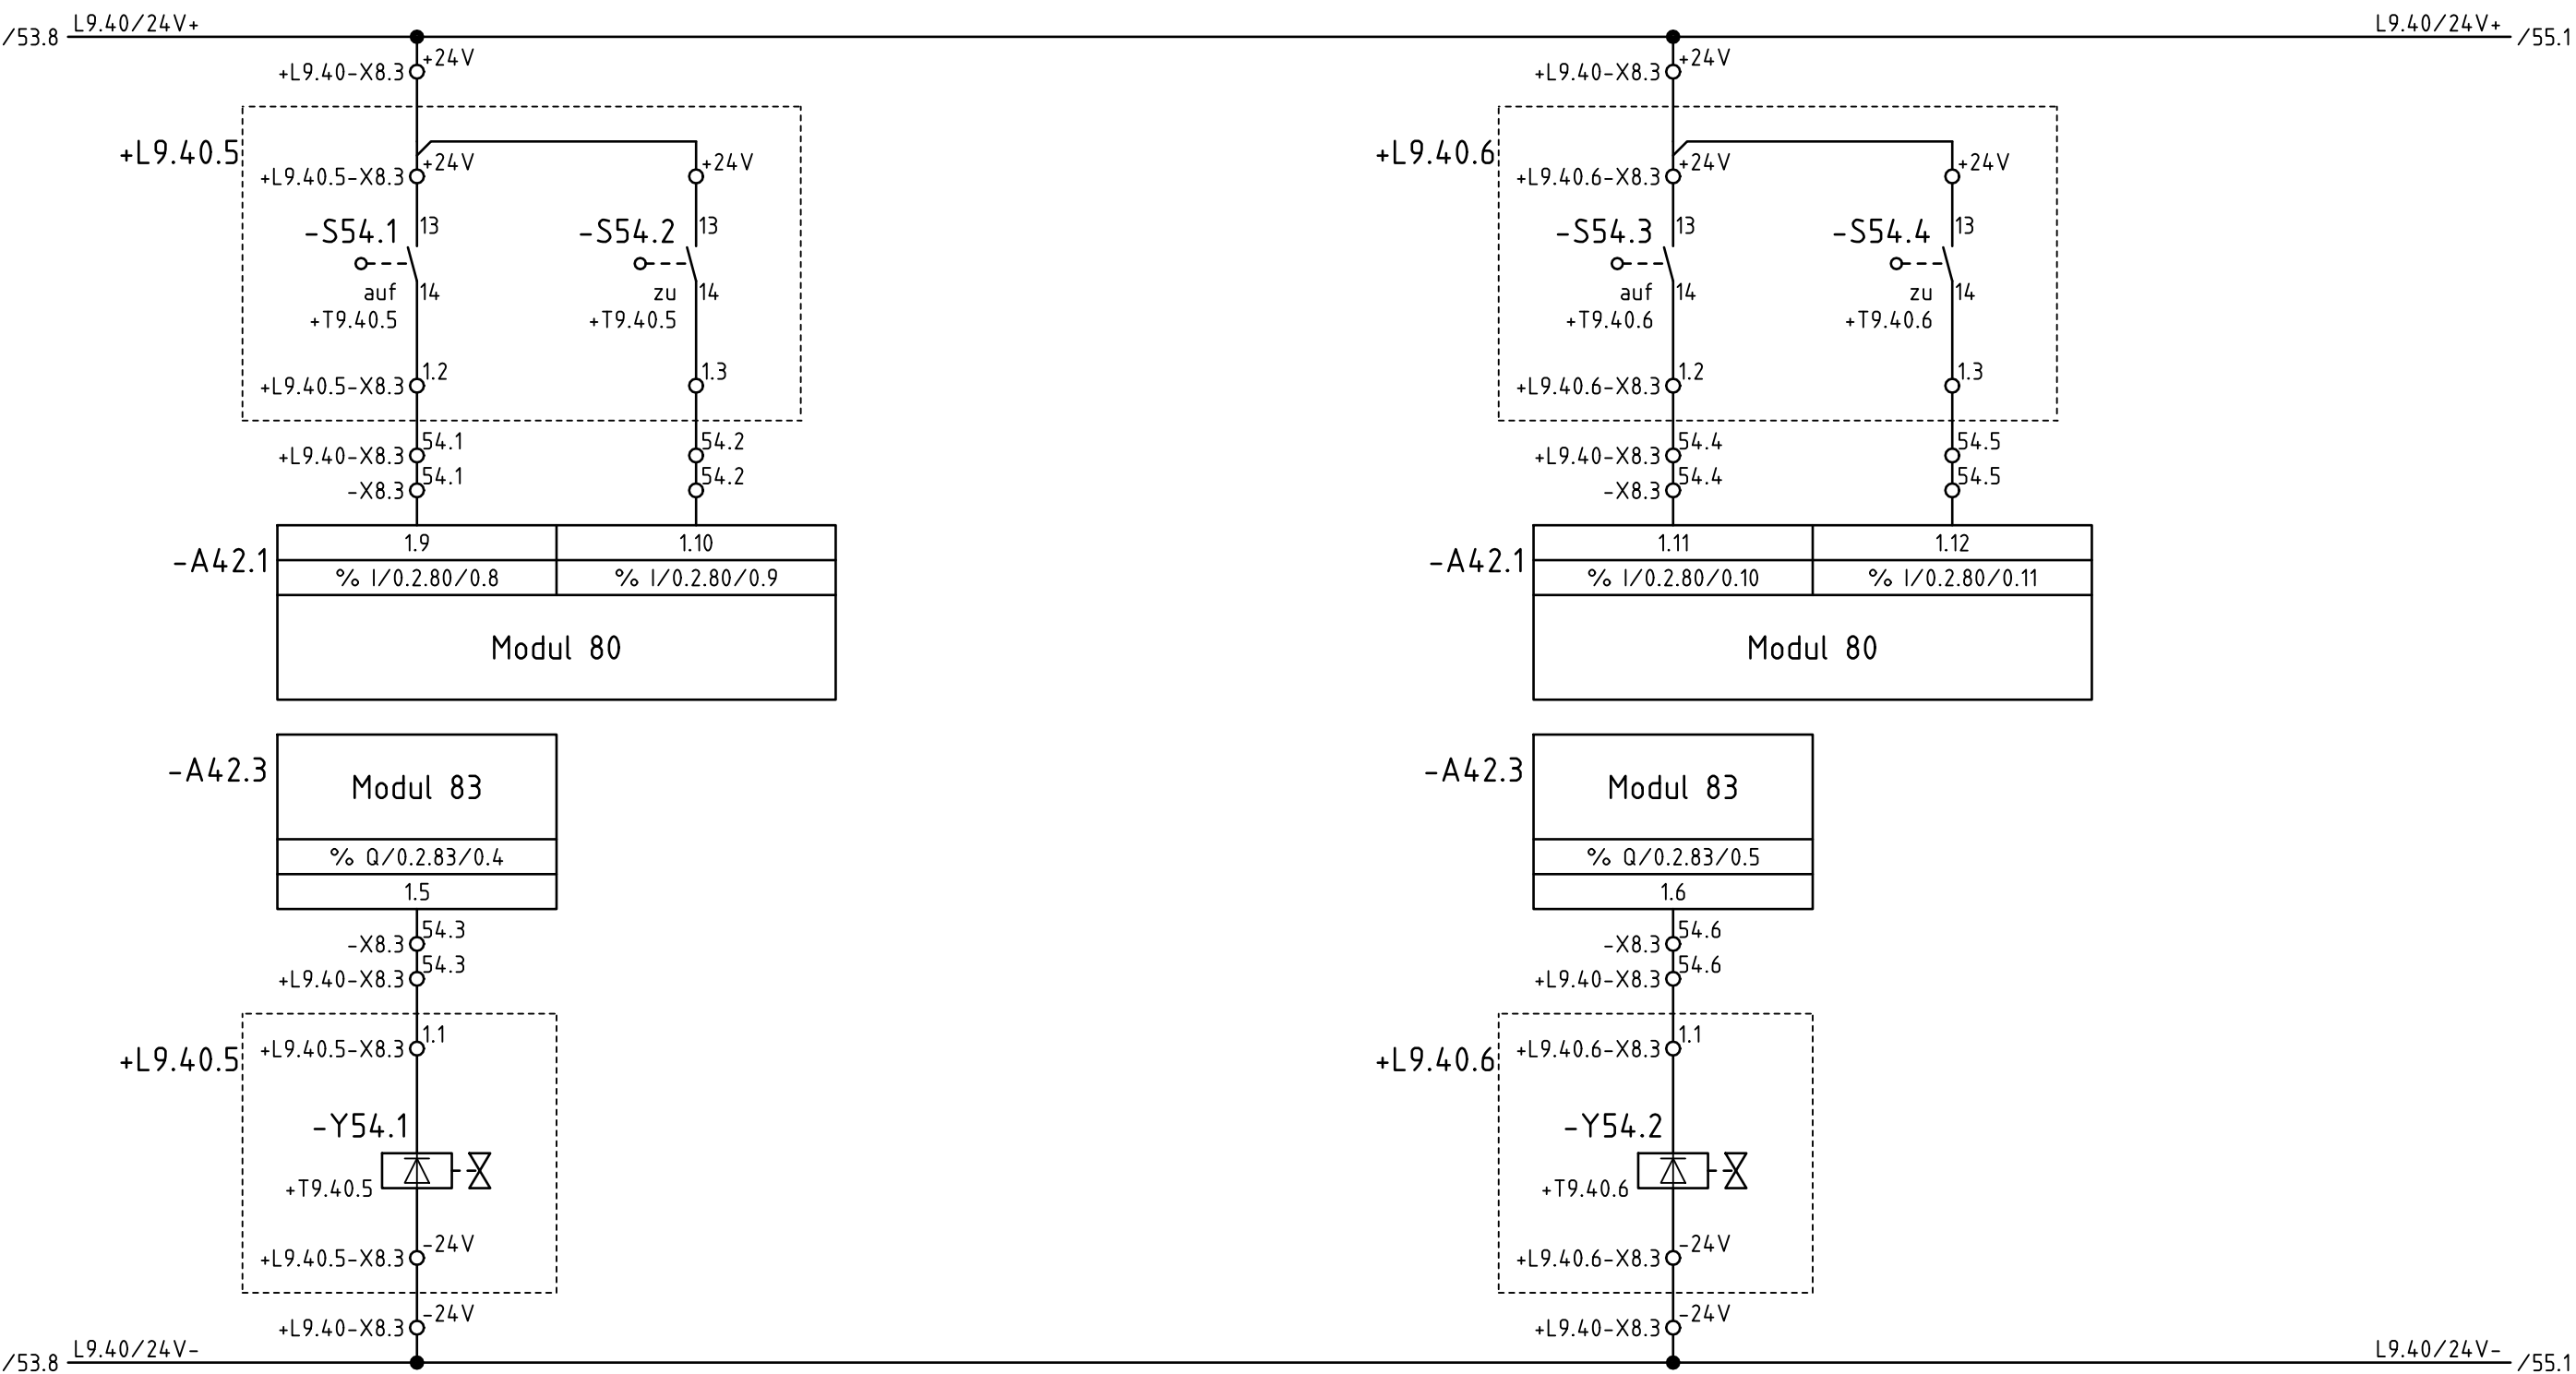 L9.40/24V+ L9.40/24V+
/53.8 /55.1
+24V +24V
+L9.40-X8.3 +L9.40-X8.3
+L9.40.5 +L9.40.6
+24V +24V +24V +24V
+L9.40.5-X8.3 +L9.40.6-X8.3
13 13 13 13
-S54.1 -S54.2 -S54.3 -S54.4
auf 14 zu 14 auf 14 zu 14
+T9.40.5 +T9.40.5 +T9.40.6 +T9.40.6
1.2 1.3 1.2 1.3
+L9.40.5-X8.3 +L9.40.6-X8.3
54.1 54.2 54.4 54.5
+L9.40-X8.3 +L9.40-X8.3
54.1 54.2 54.4 54.5
-X8.3 -X8.3
1.9 1.10 1.11 1.12
-A42.1 -A42.1
% I/0.2.80/0.8 % I/0.2.80/0.9 % I/0.2.80/0.10 % I/0.2.80/0.11
Modul 80 Modul 80
-A42.3 -A42.3
Modul 83 Modul 83
% Q/0.2.83/0.4 % Q/0.2.83/0.5
1.5 1.6
54.3 54.6
-X8.3 -X8.3
54.3 54.6
+L9.40-X8.3 +L9.40-X8.3
1.1 1.1
+L9.40.5 +L9.40.5-X8.3 +L9.40.6 +L9.40.6-X8.3
-Y54.1 -Y54.2
+T9.40.5 +T9.40.6
-24V -24V
+L9.40.5-X8.3 +L9.40.6-X8.3
-24V -24V
+L9.40-X8.3 +L9.40-X8.3
L9.40/24V- L9.40/24V-
/53.8 /55.1